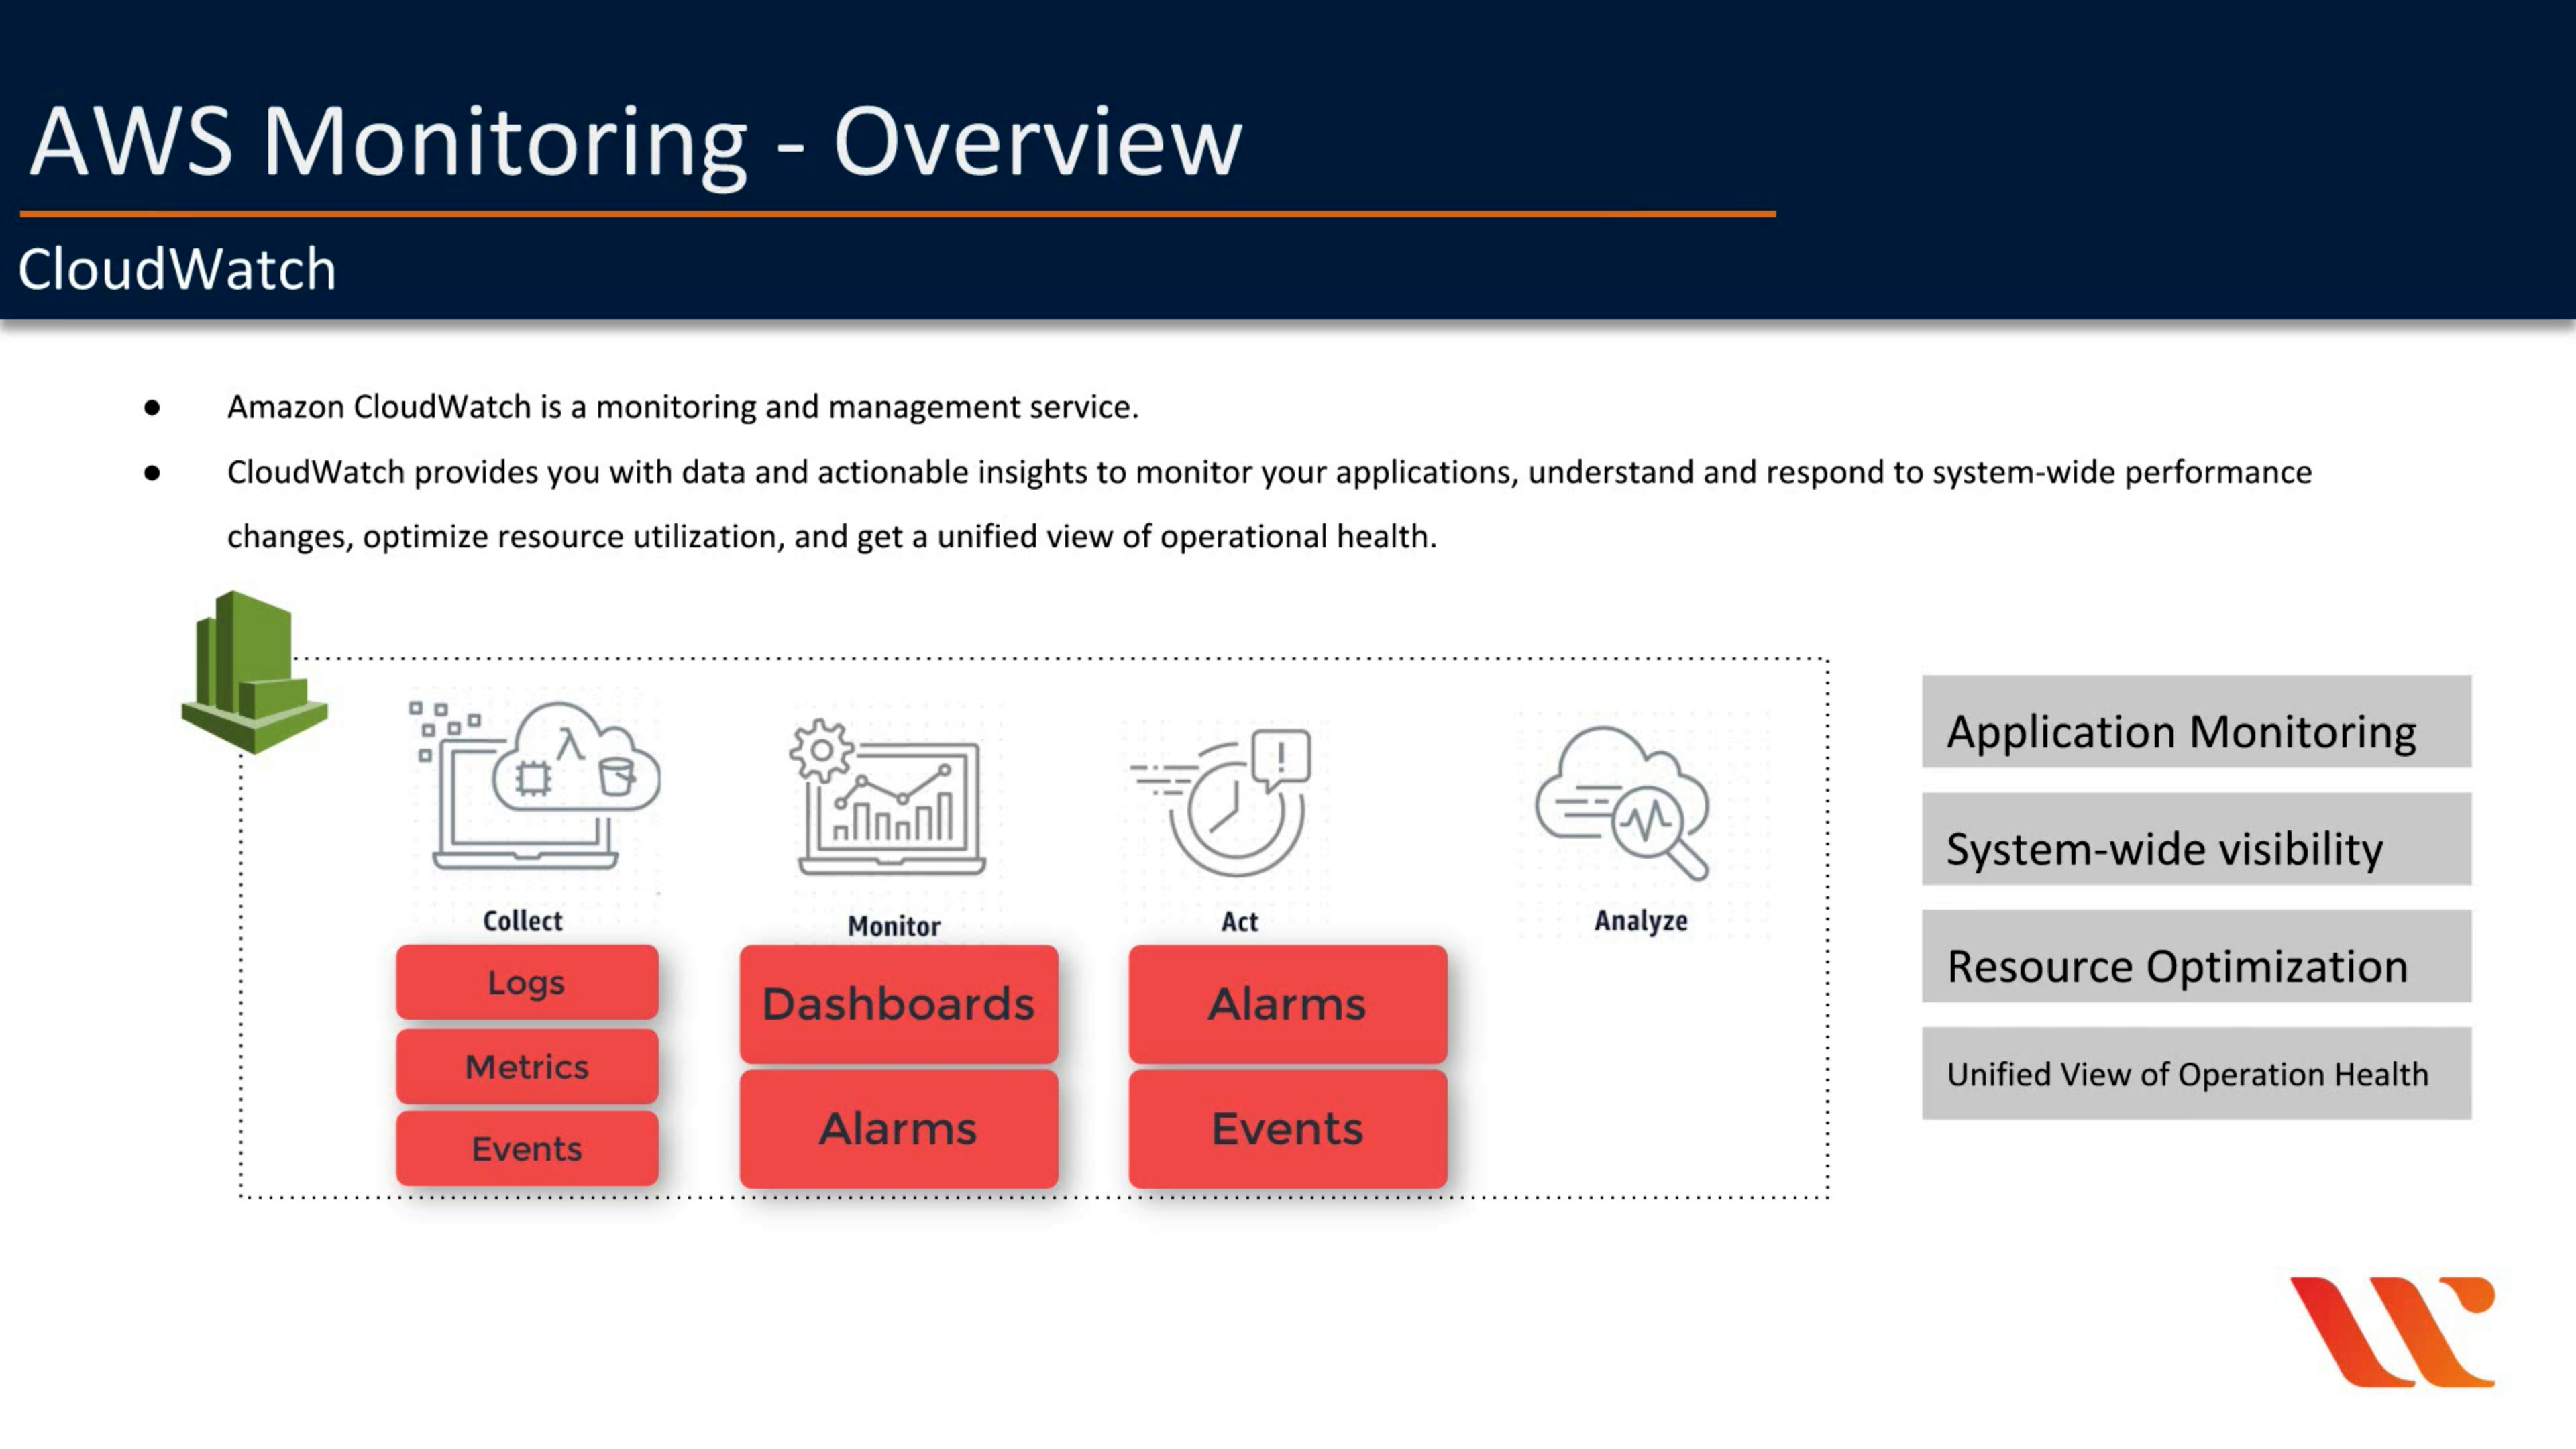 AWS Monitoring - Overview
CloudWatch
● Amazon CloudWatch is a monitoring and management service.
● CloudWatch provides you with data and actionable insights to monitor your applications, understand and respond to system-wide performance
changes, optimize resource utilization, and get a unified view of operational health.
Collect
Logs
Metrics
Events
Monitor
Dashboards
Alarms
Act
Alarms
Events
Analyze
Application Monitoring
System-wide visibility
Resource Optimization
Unified View of Operation Health